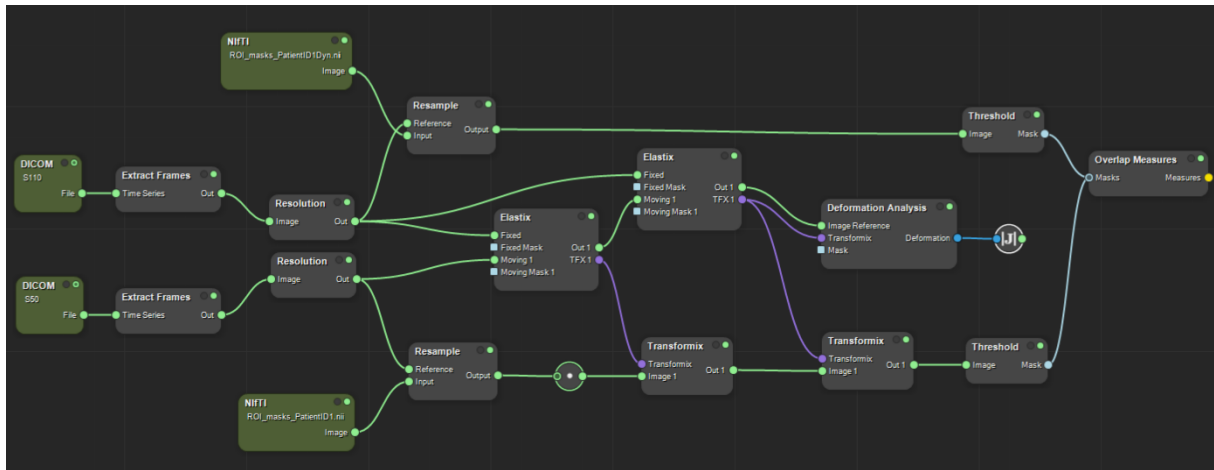 NIfTI
ROI_masks_PatientID1Dyn.nii
Image
Resample
Reference
Input
Output
Threshold
Image
Mask
Overlap Measures
Masks
Measures
DICOM
S110
File
Extract Frames
Time Series
Out
Resolution
Image
Out
Elastix
Fixed
Fixed Mask
Moving 1
Moving Mask 1
Out 1
TFX 1
Elastix
Fixed
Fixed Mask
Moving 1
Moving Mask 1
Out 1
TFX 1
Deformation Analysis
Image Reference
Transformix
Mask
Deformation
|J|
DICOM
S50
File
Extract Frames
Time Series
Out
Resolution
Image
Out
Resample
Reference
Input
Output
Transformix
Transformix
Image 1
Out 1
Transformix
Transformix
Image 1
Out 1
Threshold
Image
Mask
NIfTI
ROI_masks_PatientID1.nii
Image